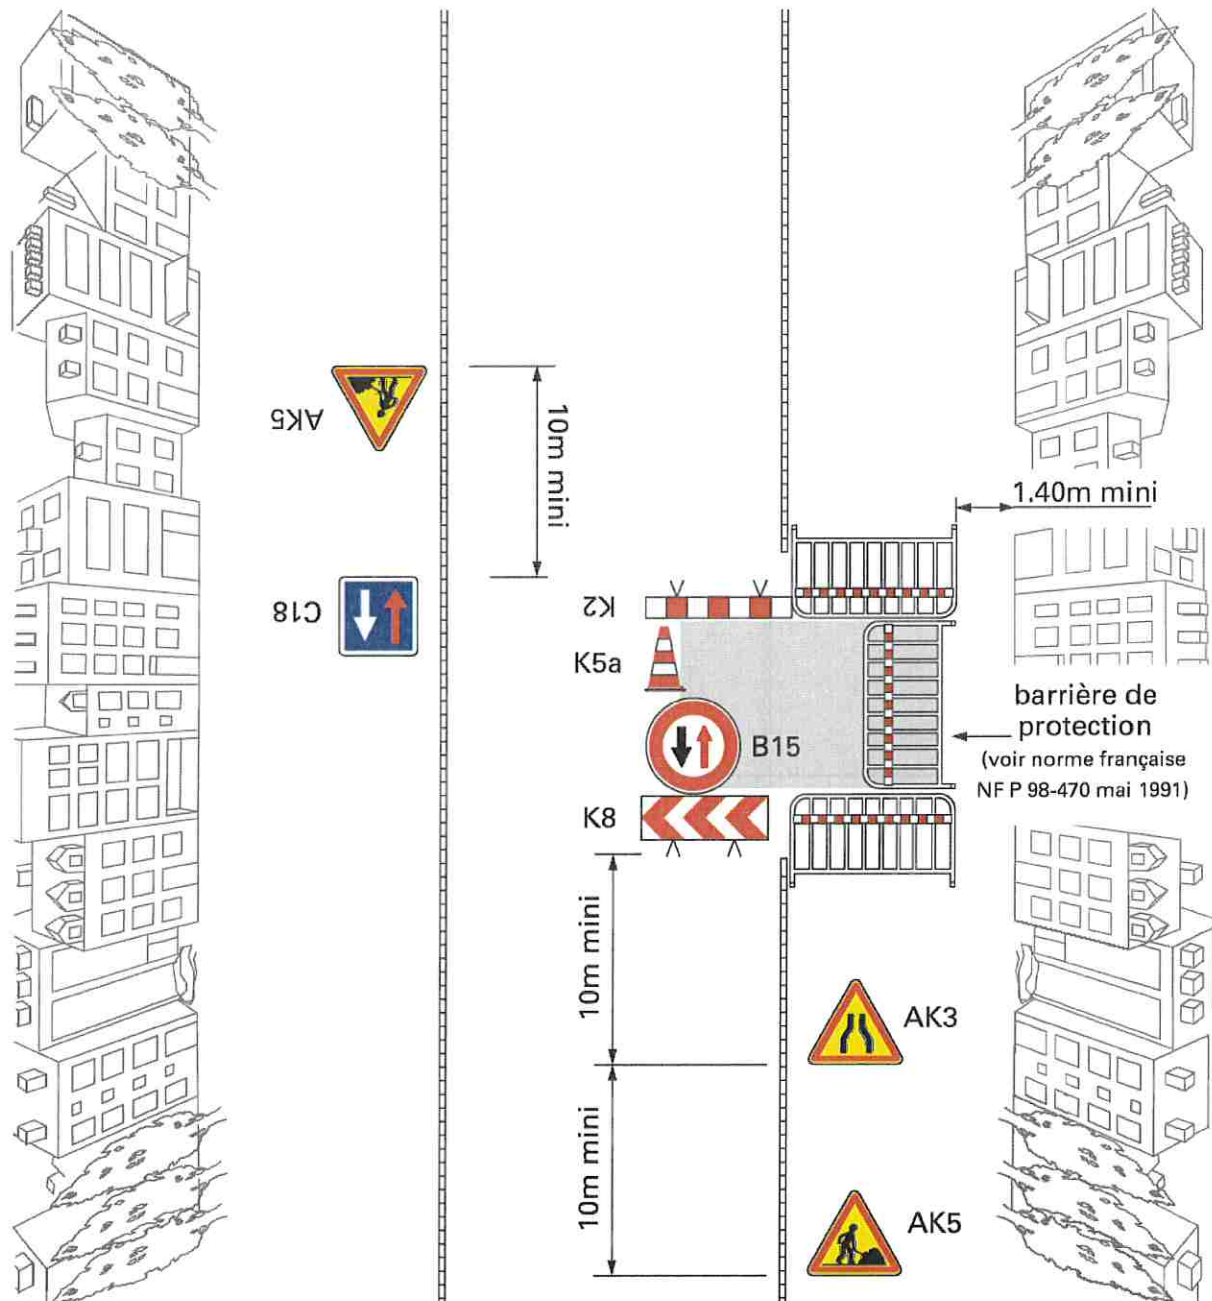 AK5
10m mini
1.40m mini
C18
K2
K5a
B15
barrière de
protection
(voir norme française
NF P 98-470 mai 1991)
K8
10m mini
AK3
10m mini
AK5